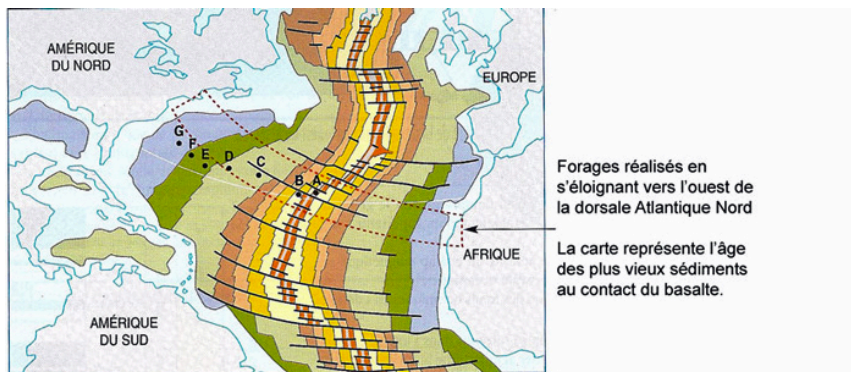 AMÉRIQUE
DU NORD
EUROPE
G
F
E
D
C
B
A
AFRIQUE
AMÉRIQUE
DU SUD
Forages réalisés en
s'éloignant vers l'ouest de
la dorsale Atlantique Nord
La carte représente l'âge
des plus vieux sédiments
au contact du basalte.